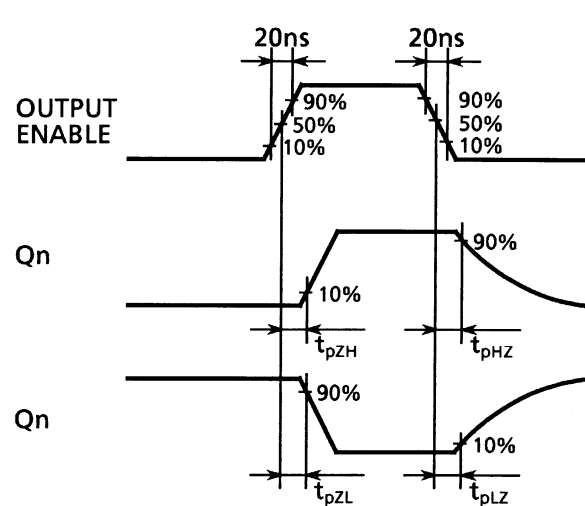 20ns 20ns
OUTPUT
ENABLE
90%
50%
10%
90%
50%
10%
Qn
10%
90%
tpZH
tpHZ
Qn
90%
10%
tpZL
tpLZ